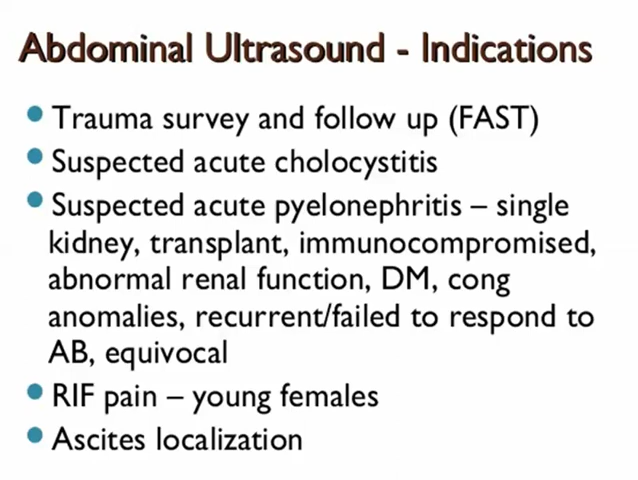 Abdominal Ultrasound - Indications
Trauma survey and follow up (FAST)
Suspected acute cholocystitis
Suspected acute pyelonephritis – single
kidney, transplant, immunocompromised,
abnormal renal function, DM, cong
anomalies, recurrent/failed to respond to
AB, equivocal
RIF pain – young females
Ascites localization